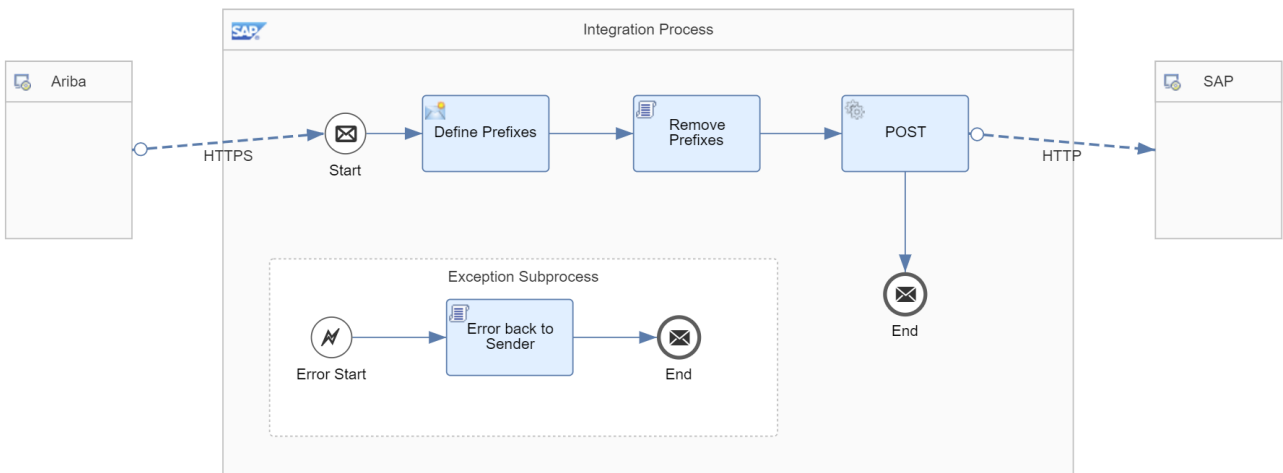 SAP
Integration Process
Ariba
SAP
Define Prefixes
Remove
Prefixes
POST
HTTPS
HTTP
Start
Exception Subprocess
End
Error back to
Sender
Error Start
End